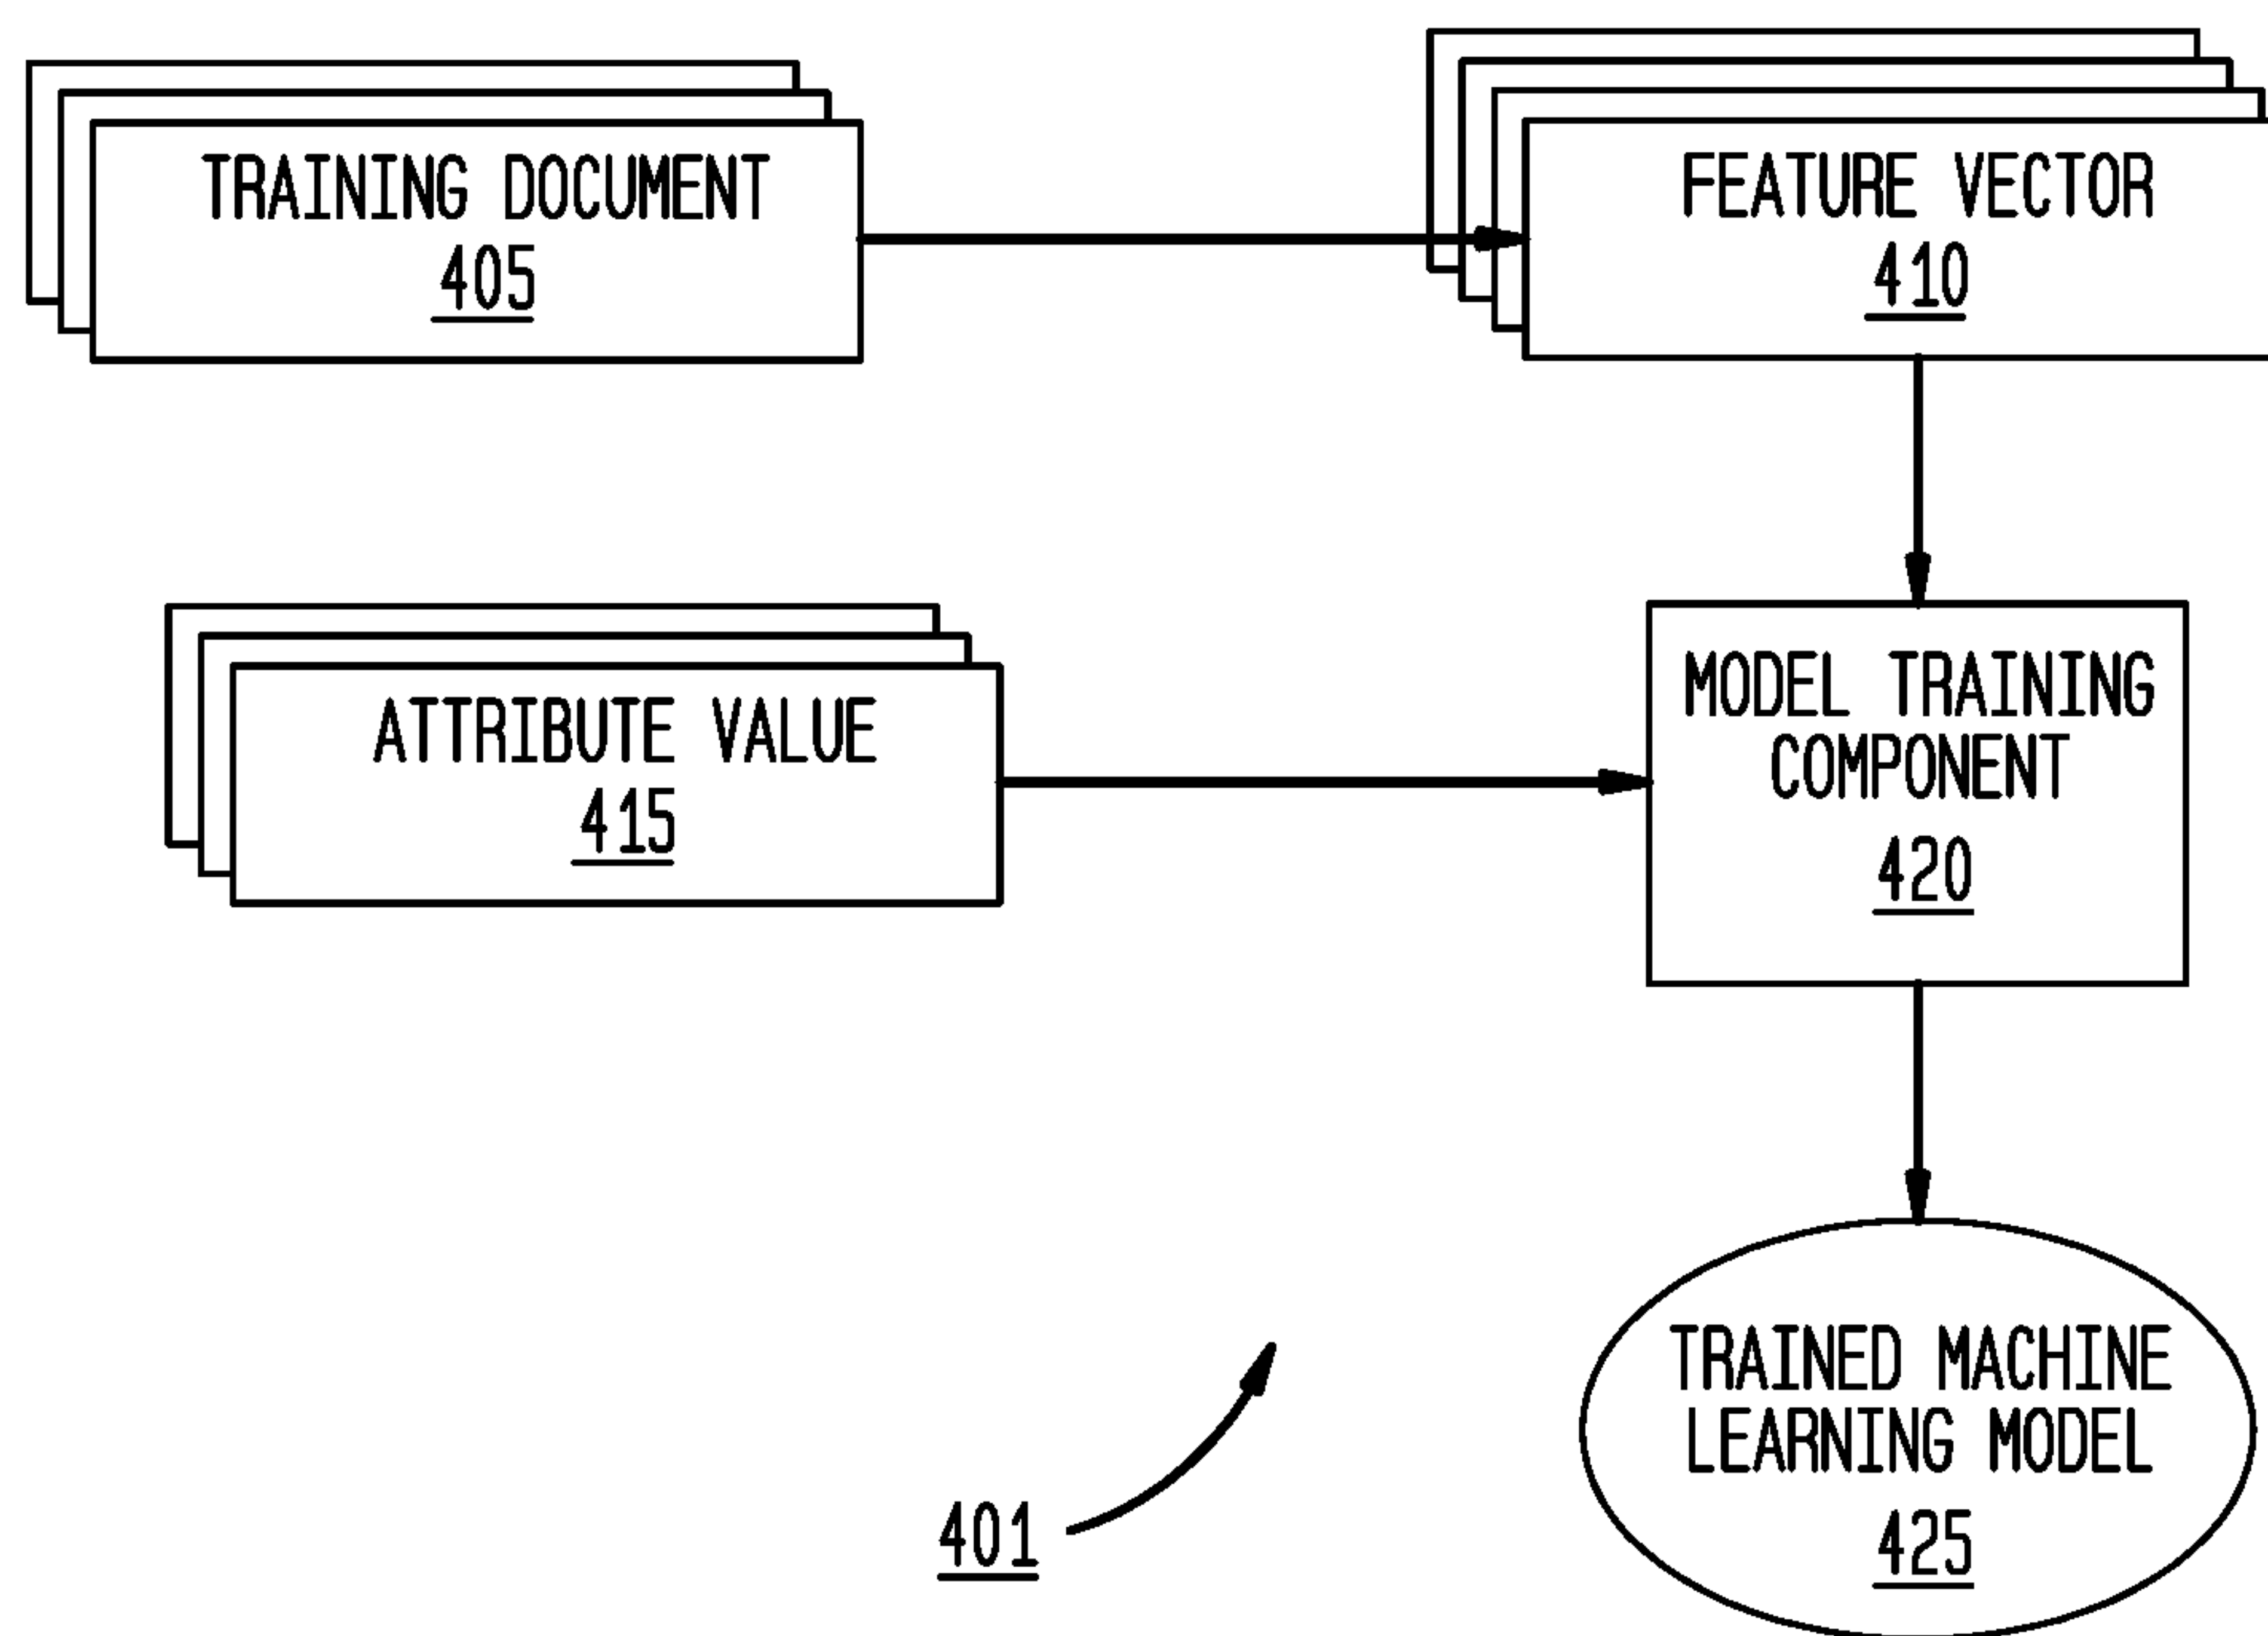 TRAINING DOCUMENT
405
FEATURE VECTOR
410
ATTRIBUTE VALUE
415
MODEL TRAINING
COMPONENT
420
TRAINED MACHINE
LEARNING MODEL
425
401